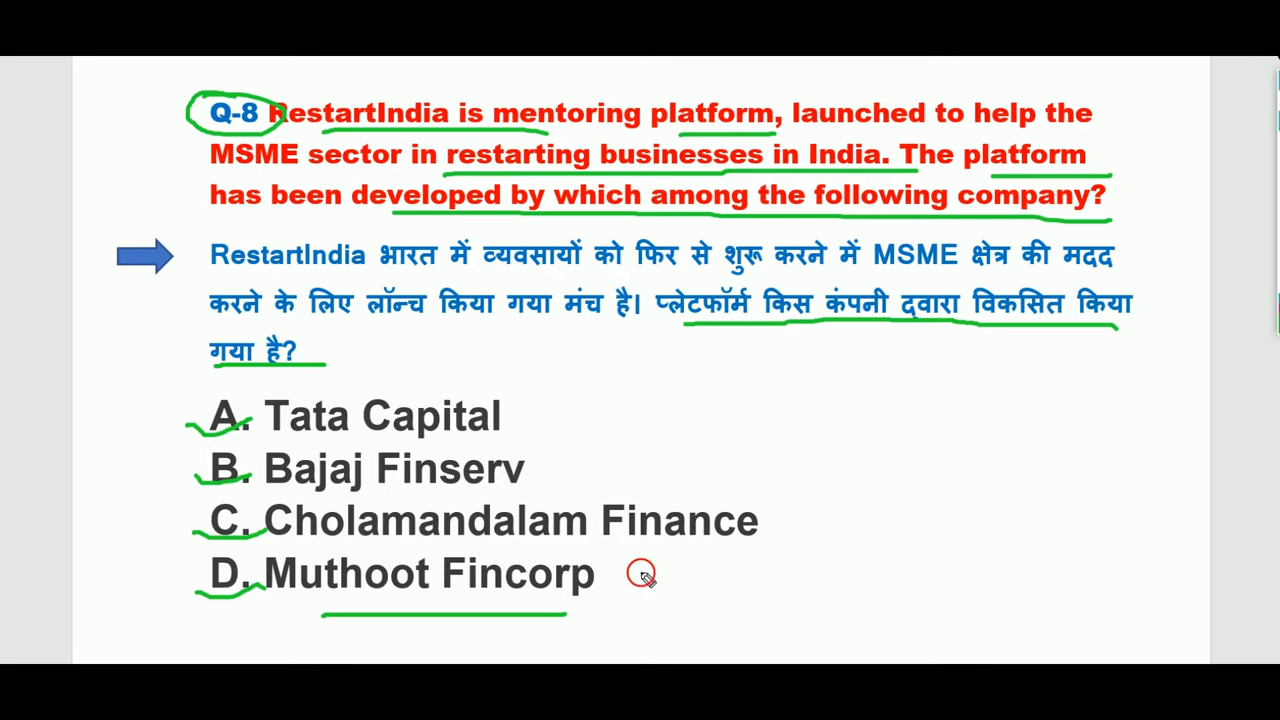 Q-8 RestartIndia is mentoring platform, launched to help the
MSME sector in restarting businesses in India. The platform
has been developed by which among the following company?
RestartIndia भारत में व्यवसायों को फिर से शुरू करने में MSME क्षेत्र की मदद
करने के लिए लॉन्च किया गया मंच है। प्लेटफॉर्म किस कंपनी द्वारा विकसित किया
गया है?
A. Tata Capital
B. Bajaj Finserv
C. Cholamandalam Finance
D. Muthoot Fincorp